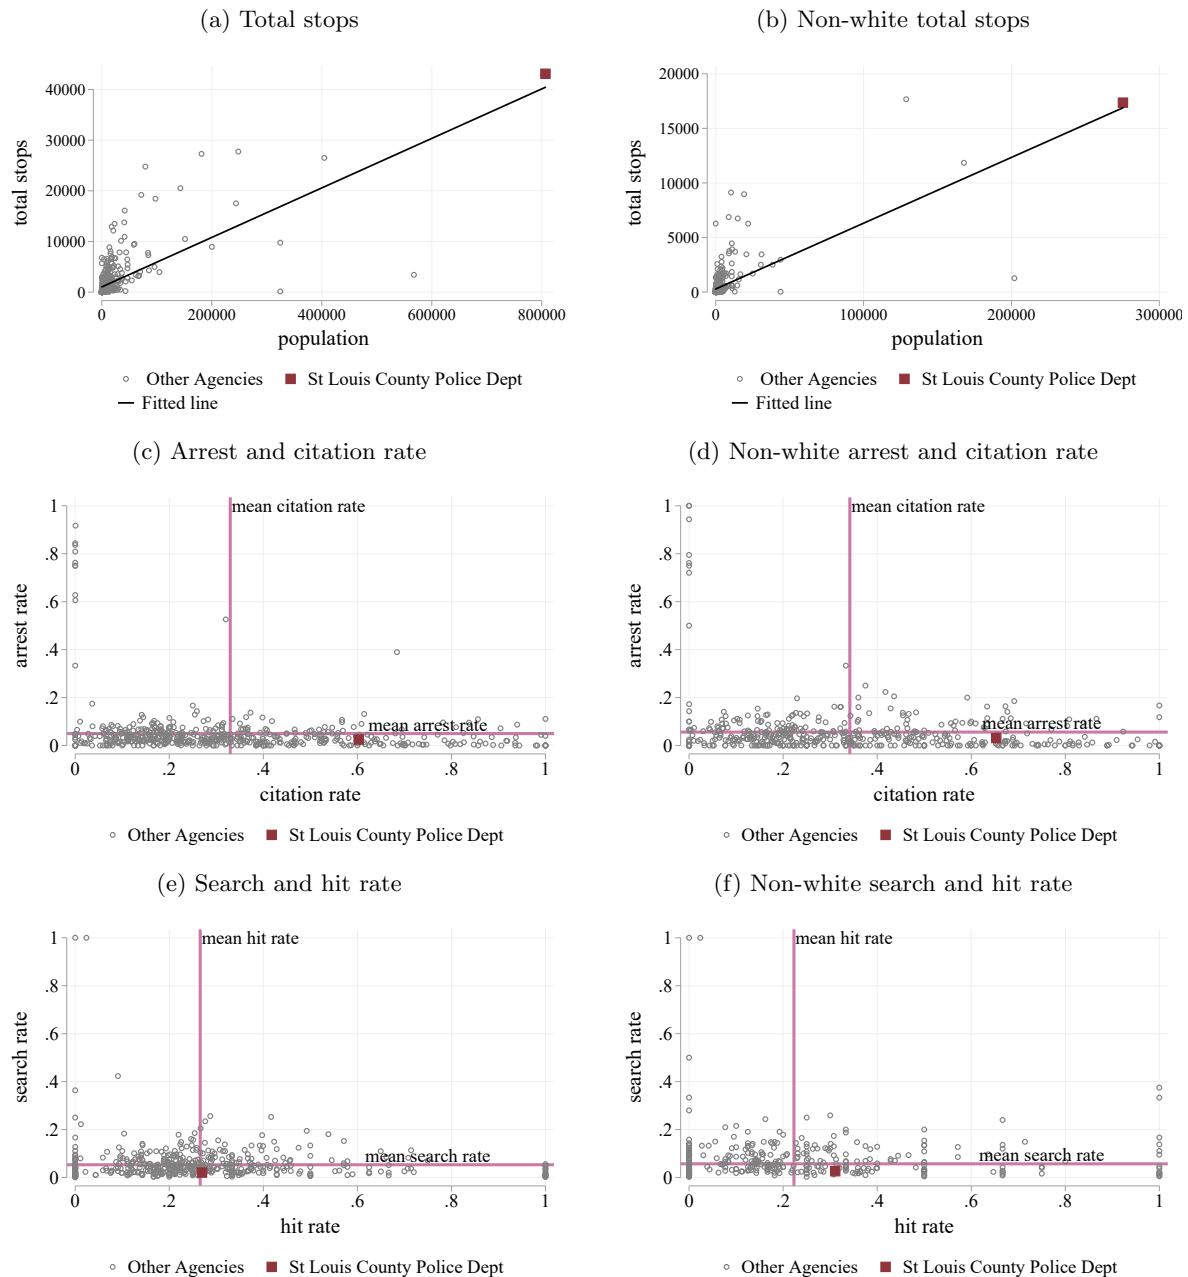 (a) Total stops
(b) Non-white total stops
total stops
40000
30000
20000
10000
0
0 200000 400000 600000 800000
population
Other Agencies St Louis County Police Dept
Fitted line
total stops
20000
15000
10000
5000
0
0 100000 200000 300000
population
Other Agencies St Louis County Police Dept
Fitted line
(c) Arrest and citation rate
(d) Non-white arrest and citation rate
arrest rate
1
.8
.6
.4
.2
0
mean citation rate
mean arrest rate
0 .2 .4 .6 .8 1
citation rate
Other Agencies St Louis County Police Dept
arrest rate
1
.8
.6
.4
.2
0
mean citation rate
mean arrest rate
0 .2 .4 .6 .8 1
citation rate
Other Agencies St Louis County Police Dept
(e) Search and hit rate
(f) Non-white search and hit rate
search rate
1
.8
.6
.4
.2
0
mean hit rate
mean search rate
0 .2 .4 .6 .8 1
hit rate
Other Agencies St Louis County Police Dept
search rate
1
.8
.6
.4
.2
0
mean hit rate
mean search rate
0 .2 .4 .6 .8 1
hit rate
Other Agencies St Louis County Police Dept